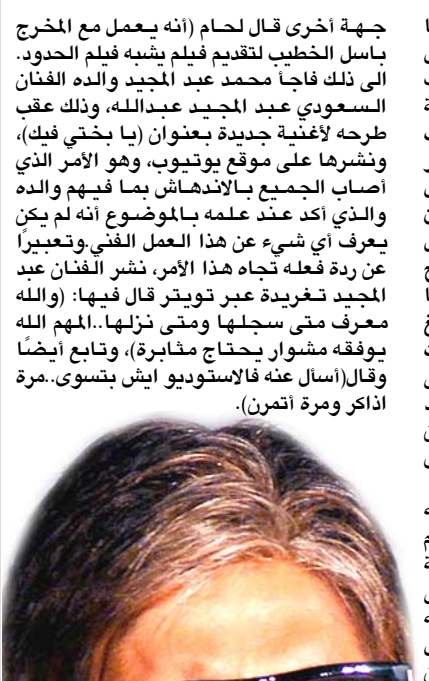 جهة أخرى قال لحام (أنه يعمل مع المخرج
باسل الخطيب لتقديم فيلم يشبه فيلم الحدود.
الى ذلك فاجأ محمد عبد المجيد والده الفنان
السعودي عبد المجيد عبدالله، وذلك عقب
طرحه لأغنية جديدة بعنوان (يا بختي فيك)،
ونشرها على موقع يوتيوب، وهو الأمر الذي
أصاب الجميع بالاندهاش بما فيهم والده
والذي أكد عند علمه بالموضوع أنه لم يكن
يعرف أي شيء عن هذا العمل الفني.وتعبيرًا
عن ردة فعله تجاه هذا الأمر، نشر الفنان عبد
المجيد تغريدة عبر تويتر قال فيها: (والله
معرف متى سجلها ومتى نزلها..المهم الله
يوفقه مشوار يحتاج مثابرة)، وتابع أيضًا
وقال(أسأل عنه فالاستوديو ايش بتسوى..مرة
اذاكر ومرة أتمرن).